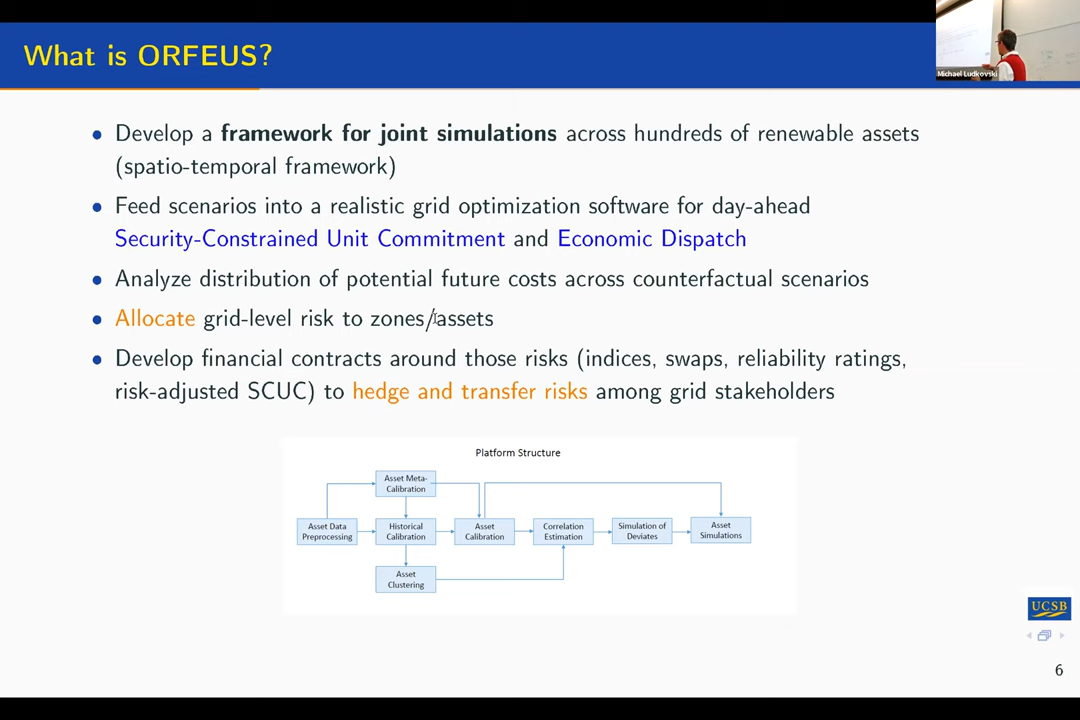 What is ORFEUS?
Michael Ludkovski
• Develop a framework for joint simulations across hundreds of renewable assets
(spatio-temporal framework)
• Feed scenarios into a realistic grid optimization software for day-ahead
Security-Constrained Unit Commitment and Economic Dispatch
• Analyze distribution of potential future costs across counterfactual scenarios
• Allocate grid-level risk to zones/assets
• Develop financial contracts around those risks (indices, swaps, reliability ratings,
risk-adjusted SCUC) to hedge and transfer risks among grid stakeholders
Platform Structure
Asset Meta-
Calibration
Asset Data
Preprocessing
Historical
Calibration
Asset
Calibration
Correlation
Estimation
Simulation of
Deviates
Asset
Simulations
Asset
Clustering
UCSB
6